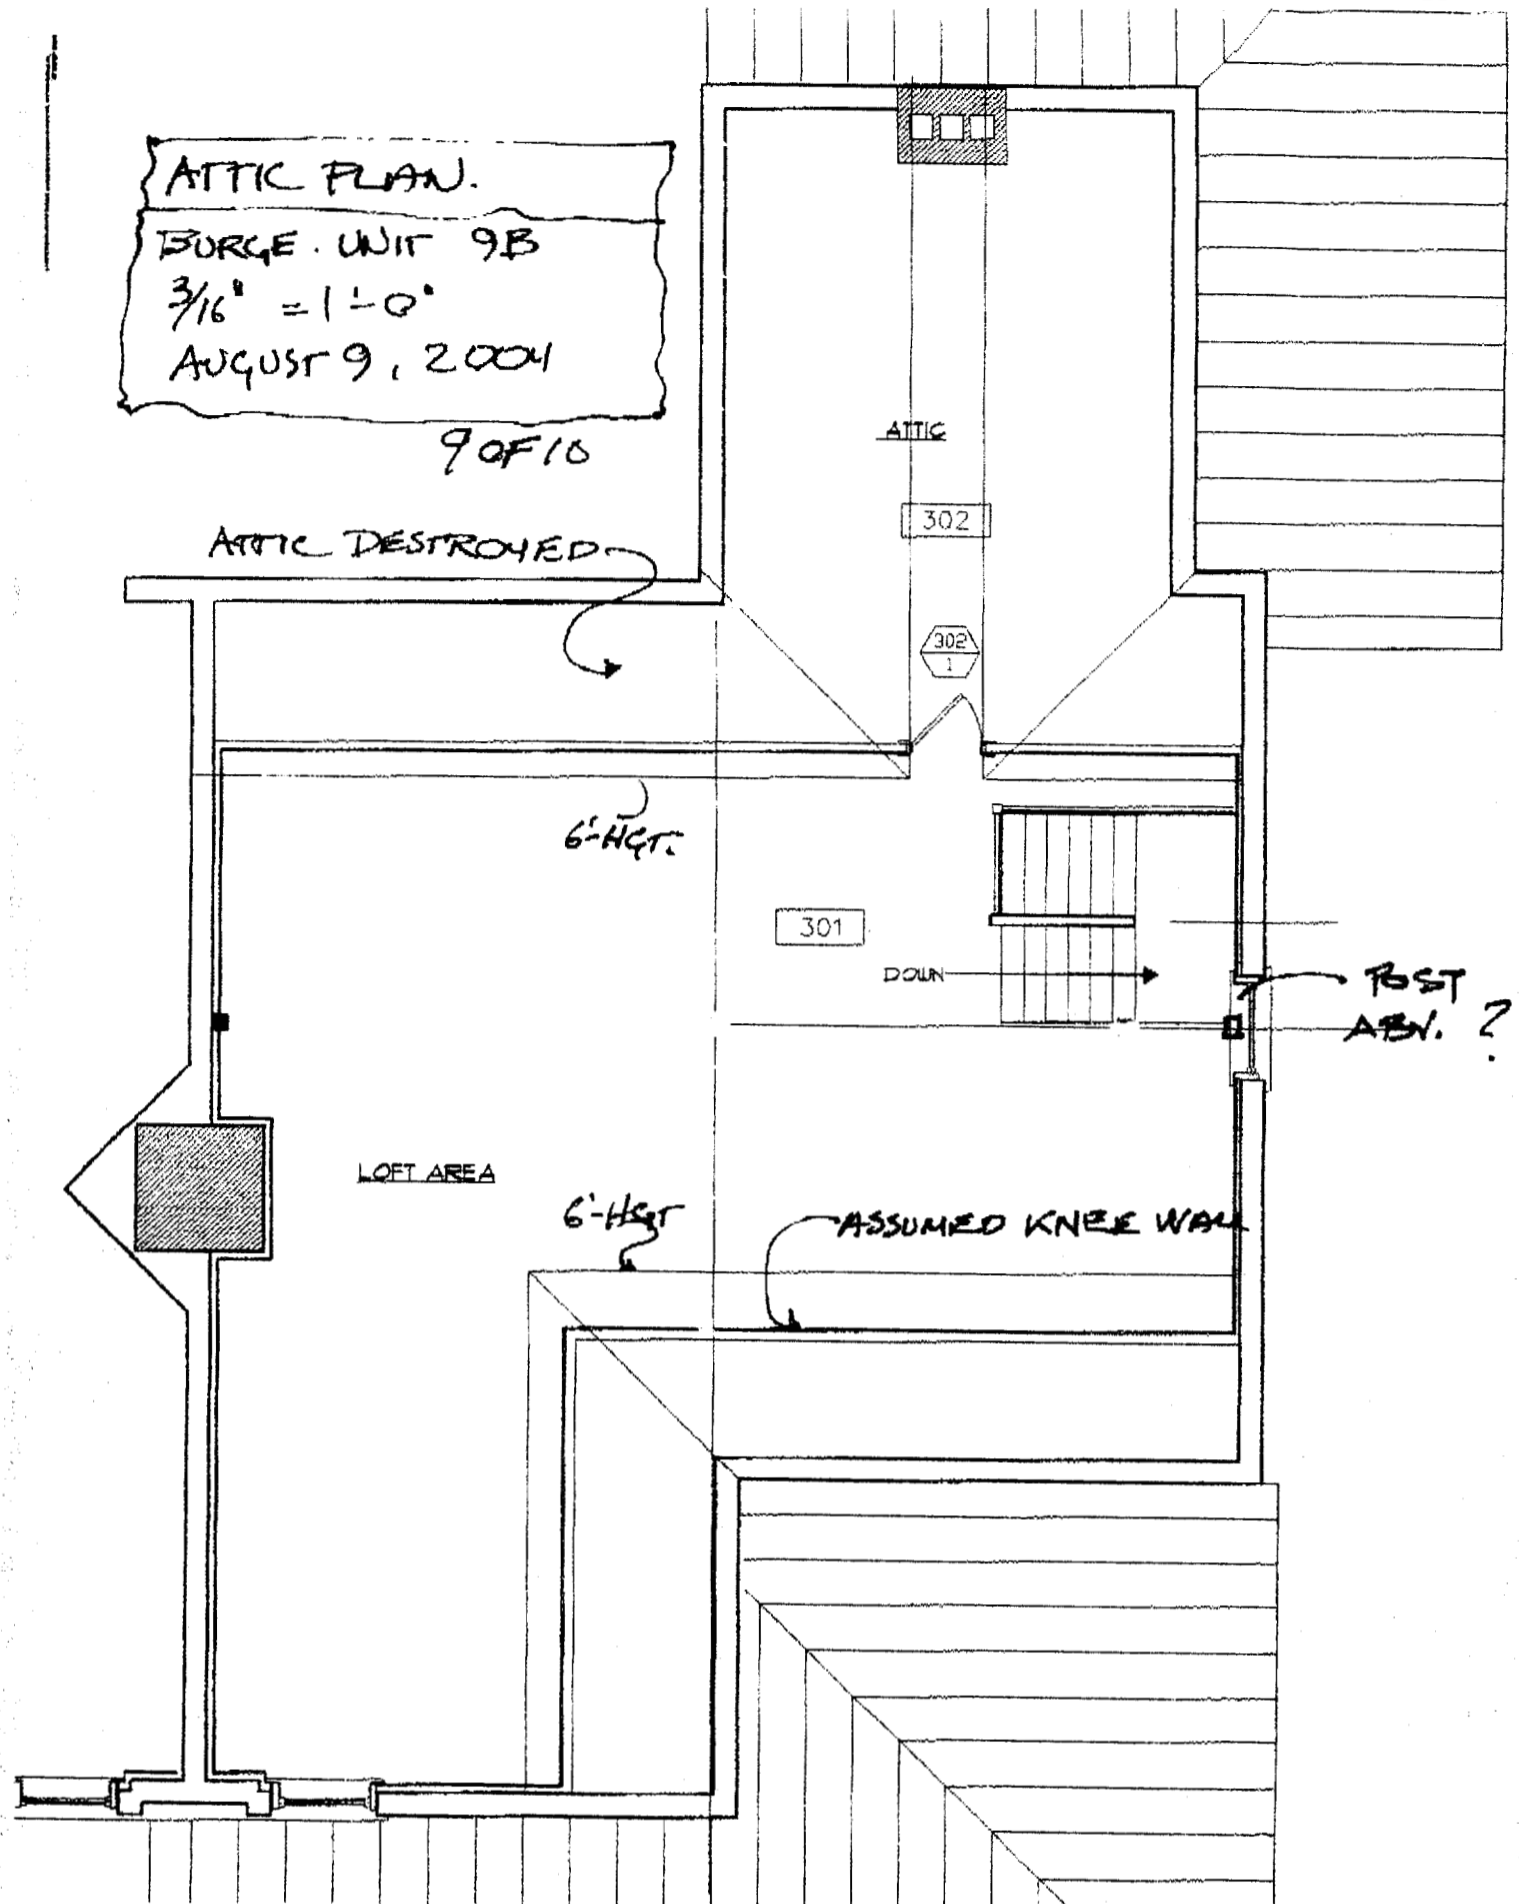 ATTIC PLAN.
BURGE. UNIT 9B
3/16" = 1'-0"
AUGUST 9, 2004
9 OF 10
ATTIC
302
ATTIC DESTROYED
302
1
6'-HGT.
301
DOWN
POST
ABV. ?
LOFT AREA
6'-HGT
ASSUMED KNEE WALL